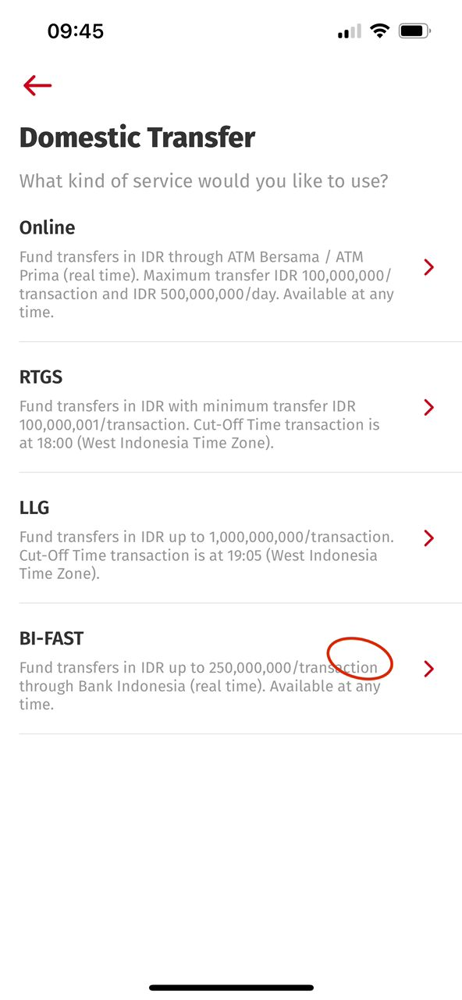 09:45
Domestic Transfer
What kind of service would you like to use?
Online
Fund transfers in IDR through ATM Bersama / ATM
Prima (real time). Maximum transfer IDR 100,000,000/
transaction and IDR 500,000,000/day. Available at any
time.
RTGS
Fund transfers in IDR with minimum transfer IDR
100,000,001/transaction. Cut-Off Time transaction is
at 18:00 (West Indonesia Time Zone).
LLG
Fund transfers in IDR up to 1,000,000,000/transaction.
Cut-Off Time transaction is at 19:05 (West Indonesia
Time Zone).
BI-FAST
Fund transfers in IDR up to 250,000,000/transaction
through Bank Indonesia (real time). Available at any
time.